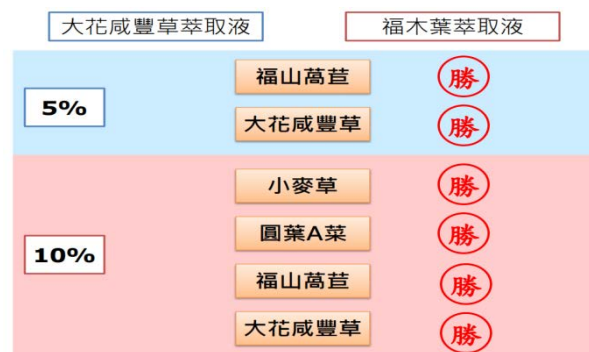 大花咸豐草萃取液 福木葉萃取液
5%
福山萵苣 勝
大花咸豐草 勝
10%
小麥草 勝
圓葉A菜 勝
福山萵苣 勝
大花咸豐草 勝